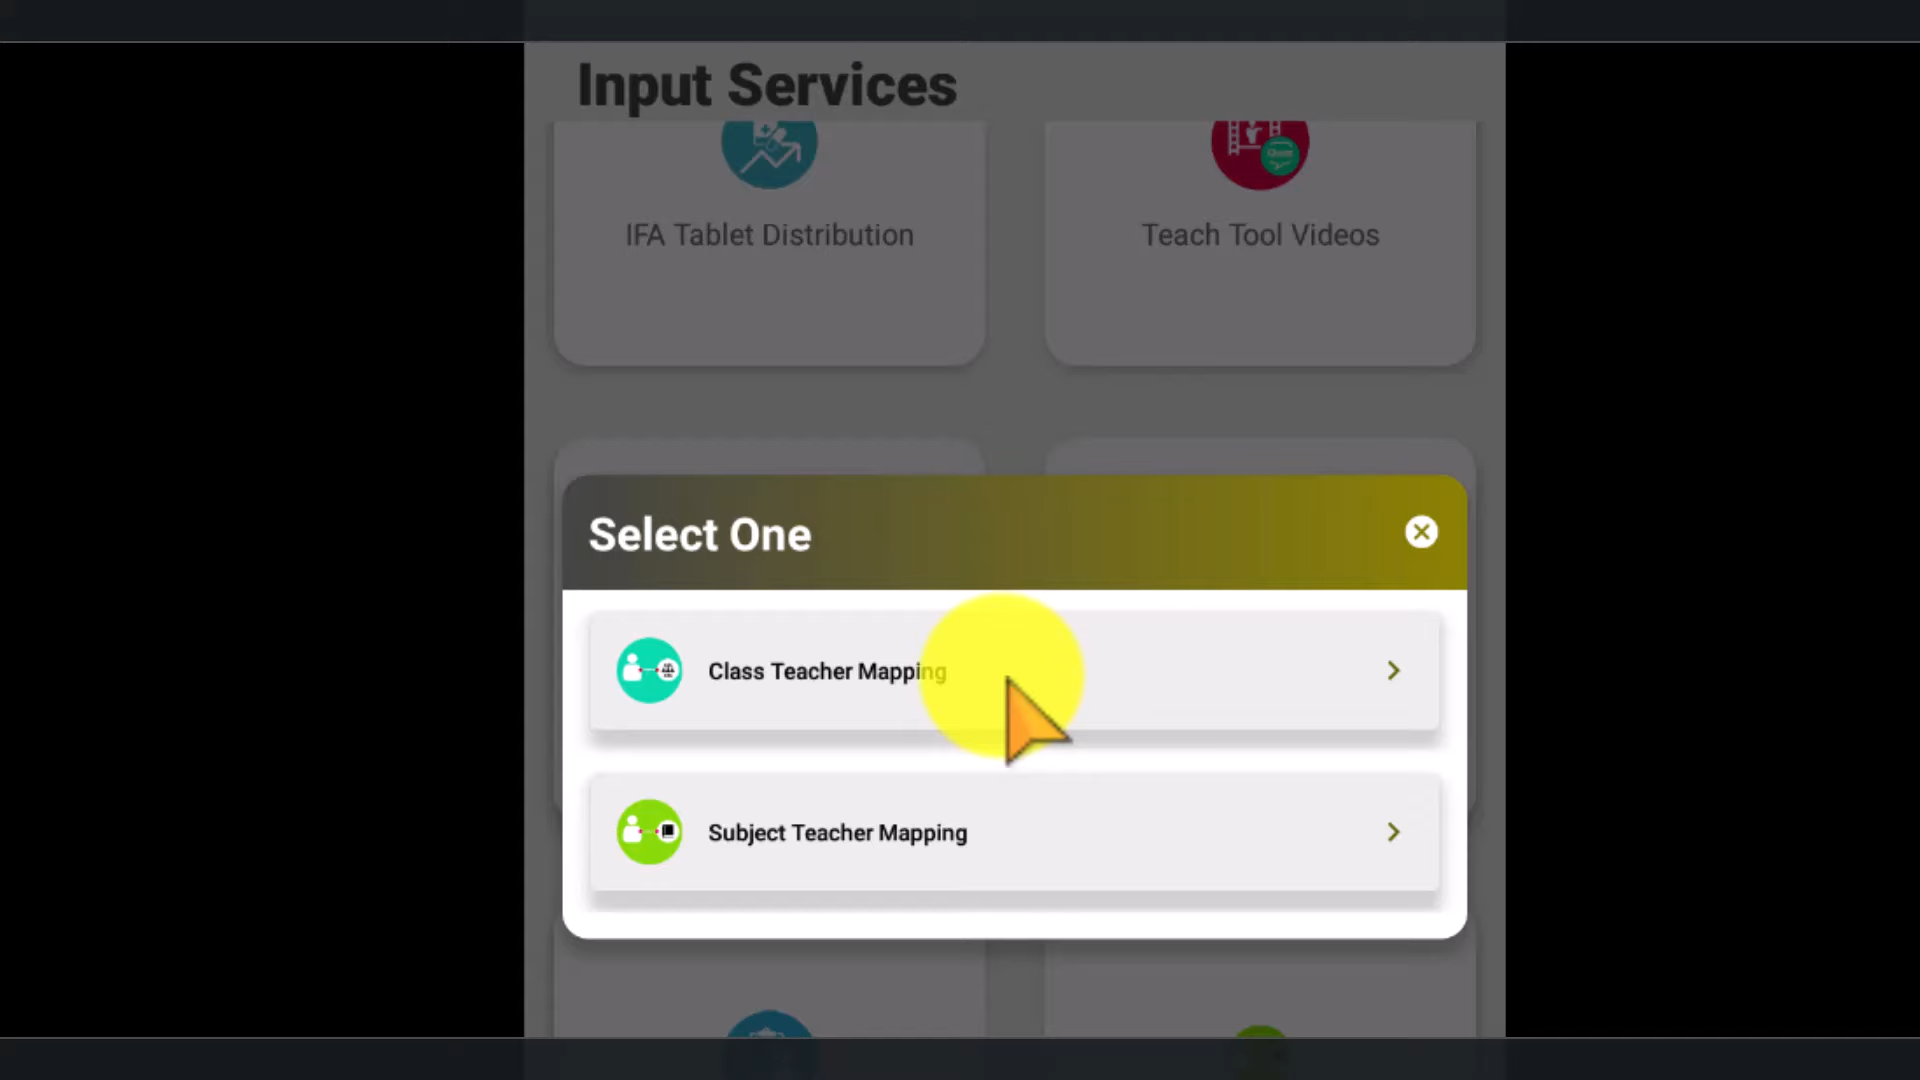 Input Services
IFA Tablet Distribution
Teach Tool Videos
Select One
Class Teacher Mapping
Subject Teacher Mapping